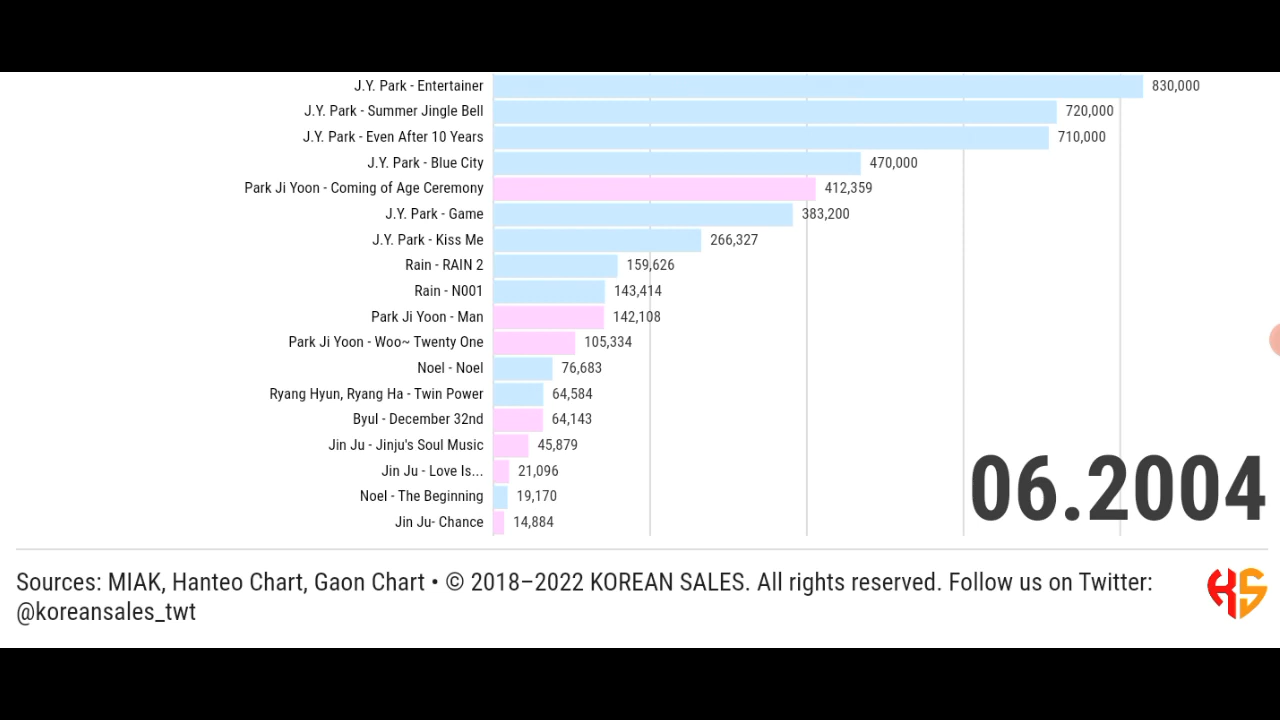 J.Y. Park - Entertainer 830,000
J.Y. Park - Summer Jingle Bell 720,000
J.Y. Park - Even After 10 Years 710,000
J.Y. Park - Blue City 470,000
Park Ji Yoon - Coming of Age Ceremony 412,359
J.Y. Park - Game 383,200
J.Y. Park - Kiss Me 266,327
Rain - RAIN 2 159,626
Rain - N001 143,414
Park Ji Yoon - Man 142,108
Park Ji Yoon - Woo~ Twenty One 105,334
Noel - Noel 76,683
Ryang Hyun, Ryang Ha - Twin Power 64,584
Byul - December 32nd 64,143
Jin Ju - Jinju's Soul Music 45,879
Jin Ju - Love Is... 21,096
Noel - The Beginning 19,170
Jin Ju- Chance 14,884
06.2004
Sources: MIAK, Hanteo Chart, Gaon Chart • © 2018–2022 KOREAN SALES. All rights reserved. Follow us on Twitter:
@koreansales_twt
KS